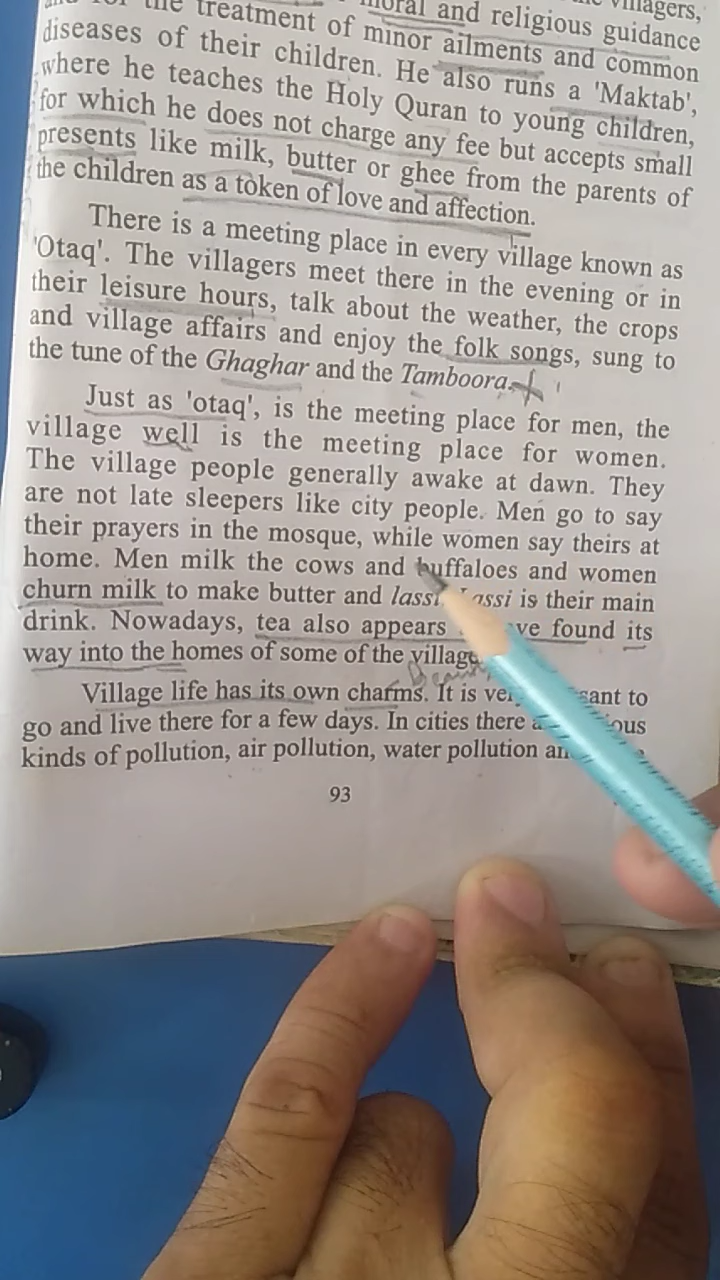 the treatment of moral and religious guidance
diseases of their children. minor ailments and common
where he teaches the Holy Quran to young children, He also runs a 'Maktab',
for which he does not charge any fee but accepts small
presents like milk, butter or ghee from the parents of
the children as a token of love and affection.
There is a meeting place in every village known as
'Otaq'. The villagers meet there in the evening or in
their leisure hours, talk about the weather, the crops
and village affairs and enjoy the folk songs, sung to
the tune of the Ghaghar and the Tamboora.
Just as 'otaq', is the meeting place for men, the
village well is the meeting place for women.
The village people generally awake at dawn. They
are not late sleepers like city people. Men go to say
their prayers in the mosque, while women say theirs at
home. Men milk the cows and buffaloes and women
churn milk to make butter and lassi. Lassi is their main
drink. Nowadays, tea also appears found its
way into the homes of some of the
Village life has its own charms. It is to
go and live there for a few days. In cities there
kinds of pollution, air pollution, water pollution
93